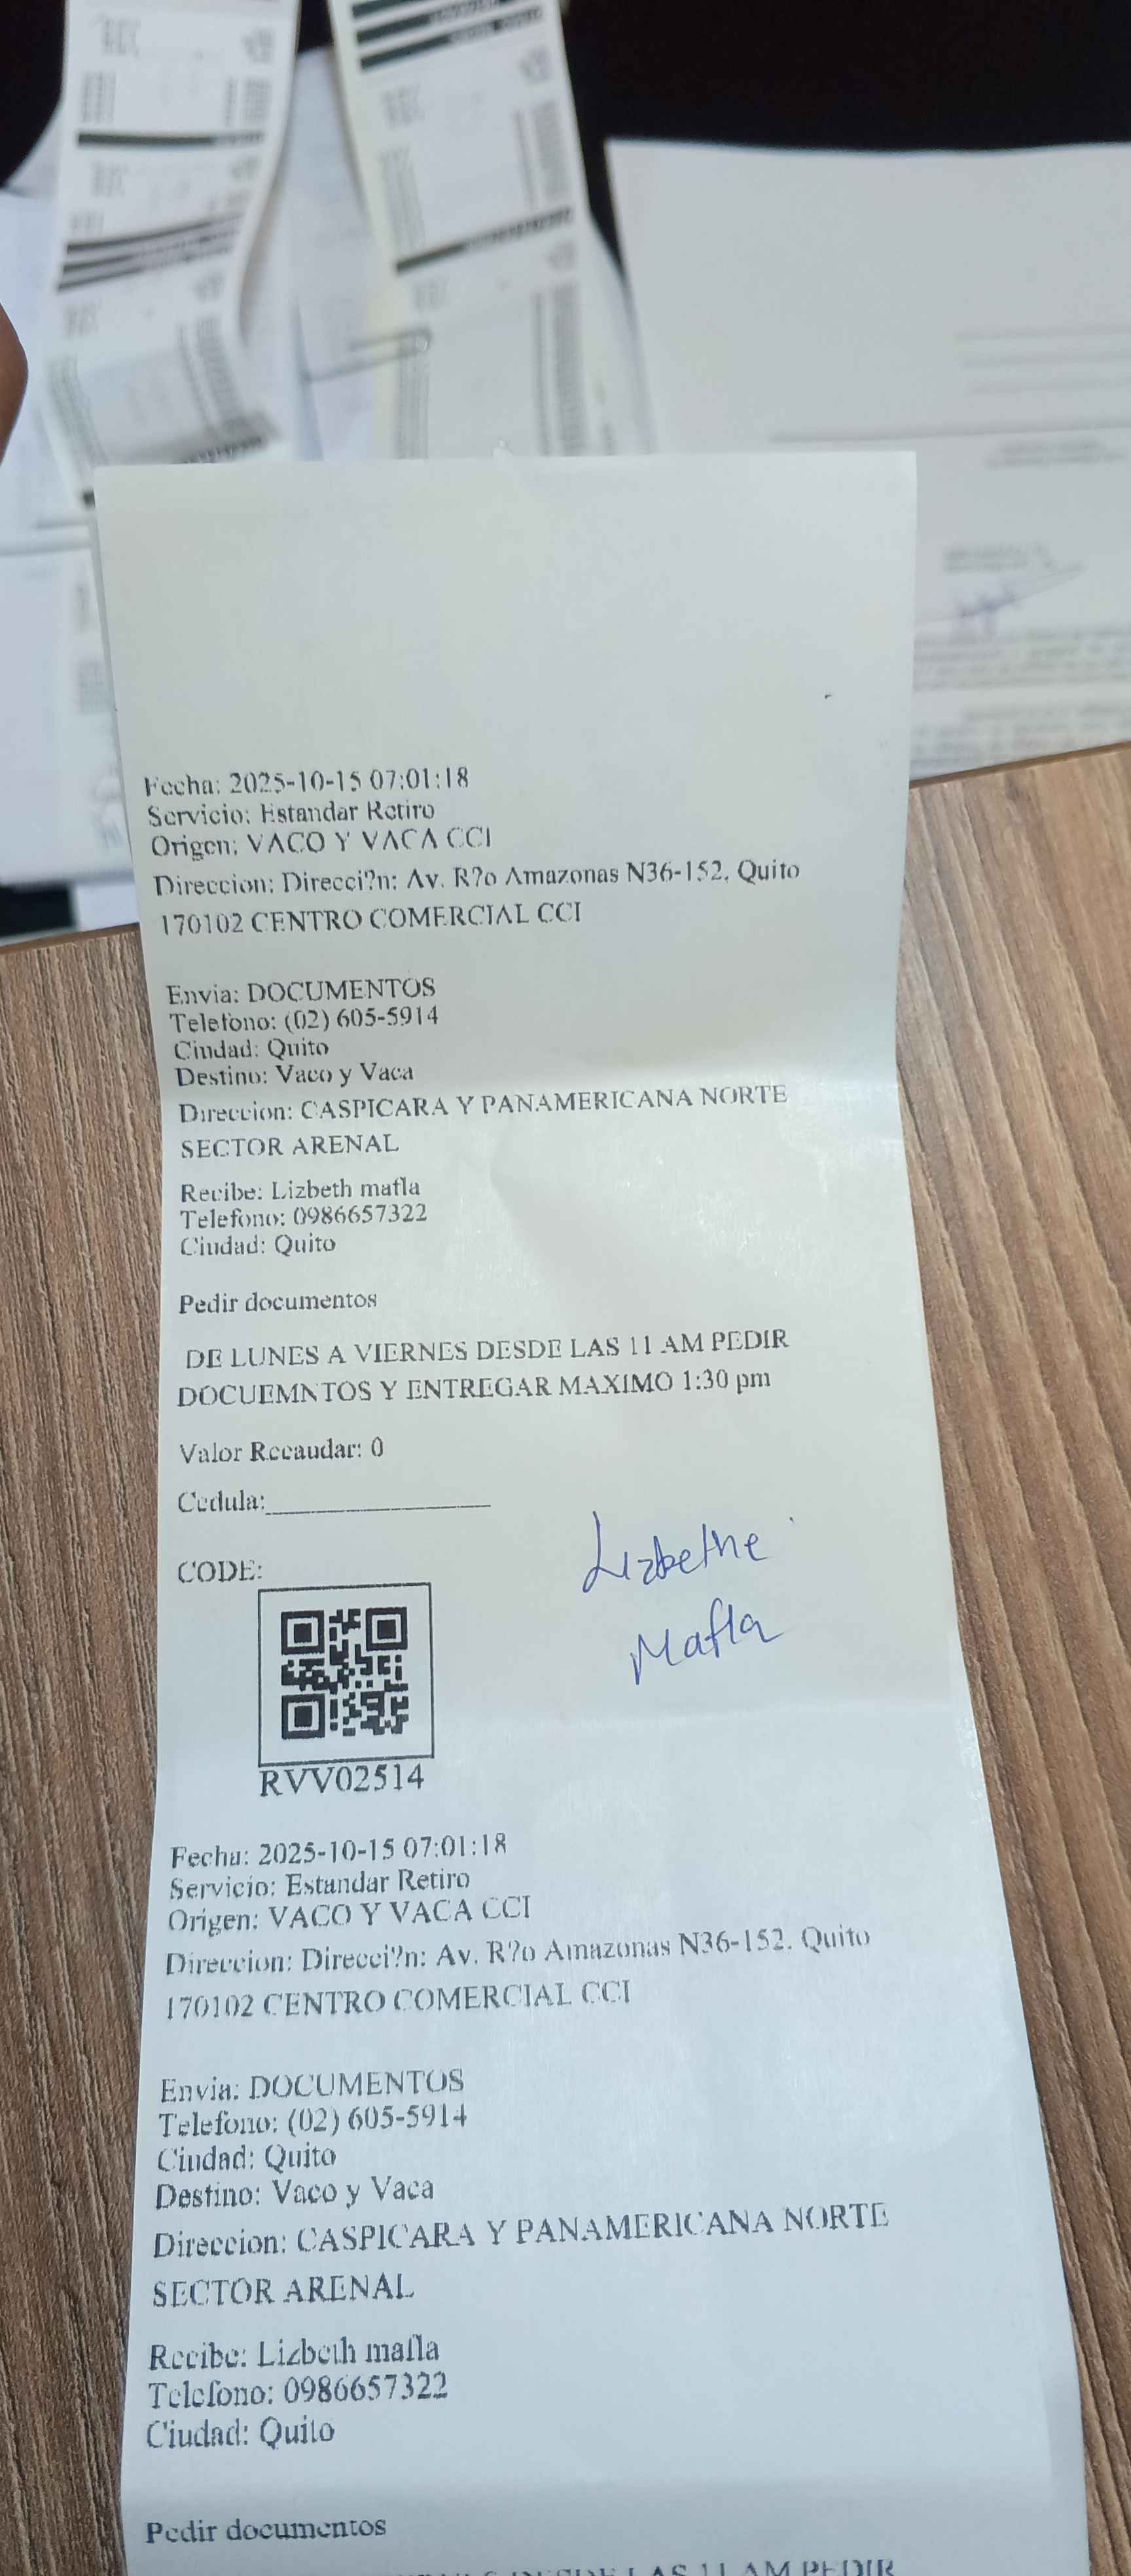 Fecha: 2025-10-15 07:01:18
Servicio: Estandar Retiro
Origen: VACO Y VACA CCI
Direccion: Direcci?n: Av. R?o Amazonas N36-152, Quito
170102 CENTRO COMERCIAL CCI
Envia: DOCUMENTOS
Telefono: (02) 605-5914
Ciudad: Quito
Destino: Vaco y Vaca
Direccion: CASPICARA Y PANAMERICANA NORTE
SECTOR ARENAL
Recibe: Lizbeth mafla
Telefono: 0986657322
Ciudad: Quito
Pedir documentos
DE LUNES A VIERNES DESDE LAS 11 AM PEDIR
DOCUEMNTOS Y ENTREGAR MAXIMO 1:30 pm
Valor Recaudar: 0
Cedula:
Lizbethe
Mafla
CODE:
RVV02514
Fecha: 2025-10-15 07:01:18
Servicio: Estandar Retiro
Origen: VACO Y VACA CCI
Direccion: Direcci?n: Av. R?o Amazonas N36-152, Quito
170102 CENTRO COMERCIAL CCI
Envia: DOCUMENTOS
Telefono: (02) 605-5914
Ciudad: Quito
Destino: Vaco y Vaca
Direccion: CASPICARA Y PANAMERICANA NORTE
SECTOR ARENAL
Recibe: Lizbeth mafla
Telefono: 0986657322
Ciudad: Quito
Pedir documentos
DESDE LAS 11 AM PEDIR